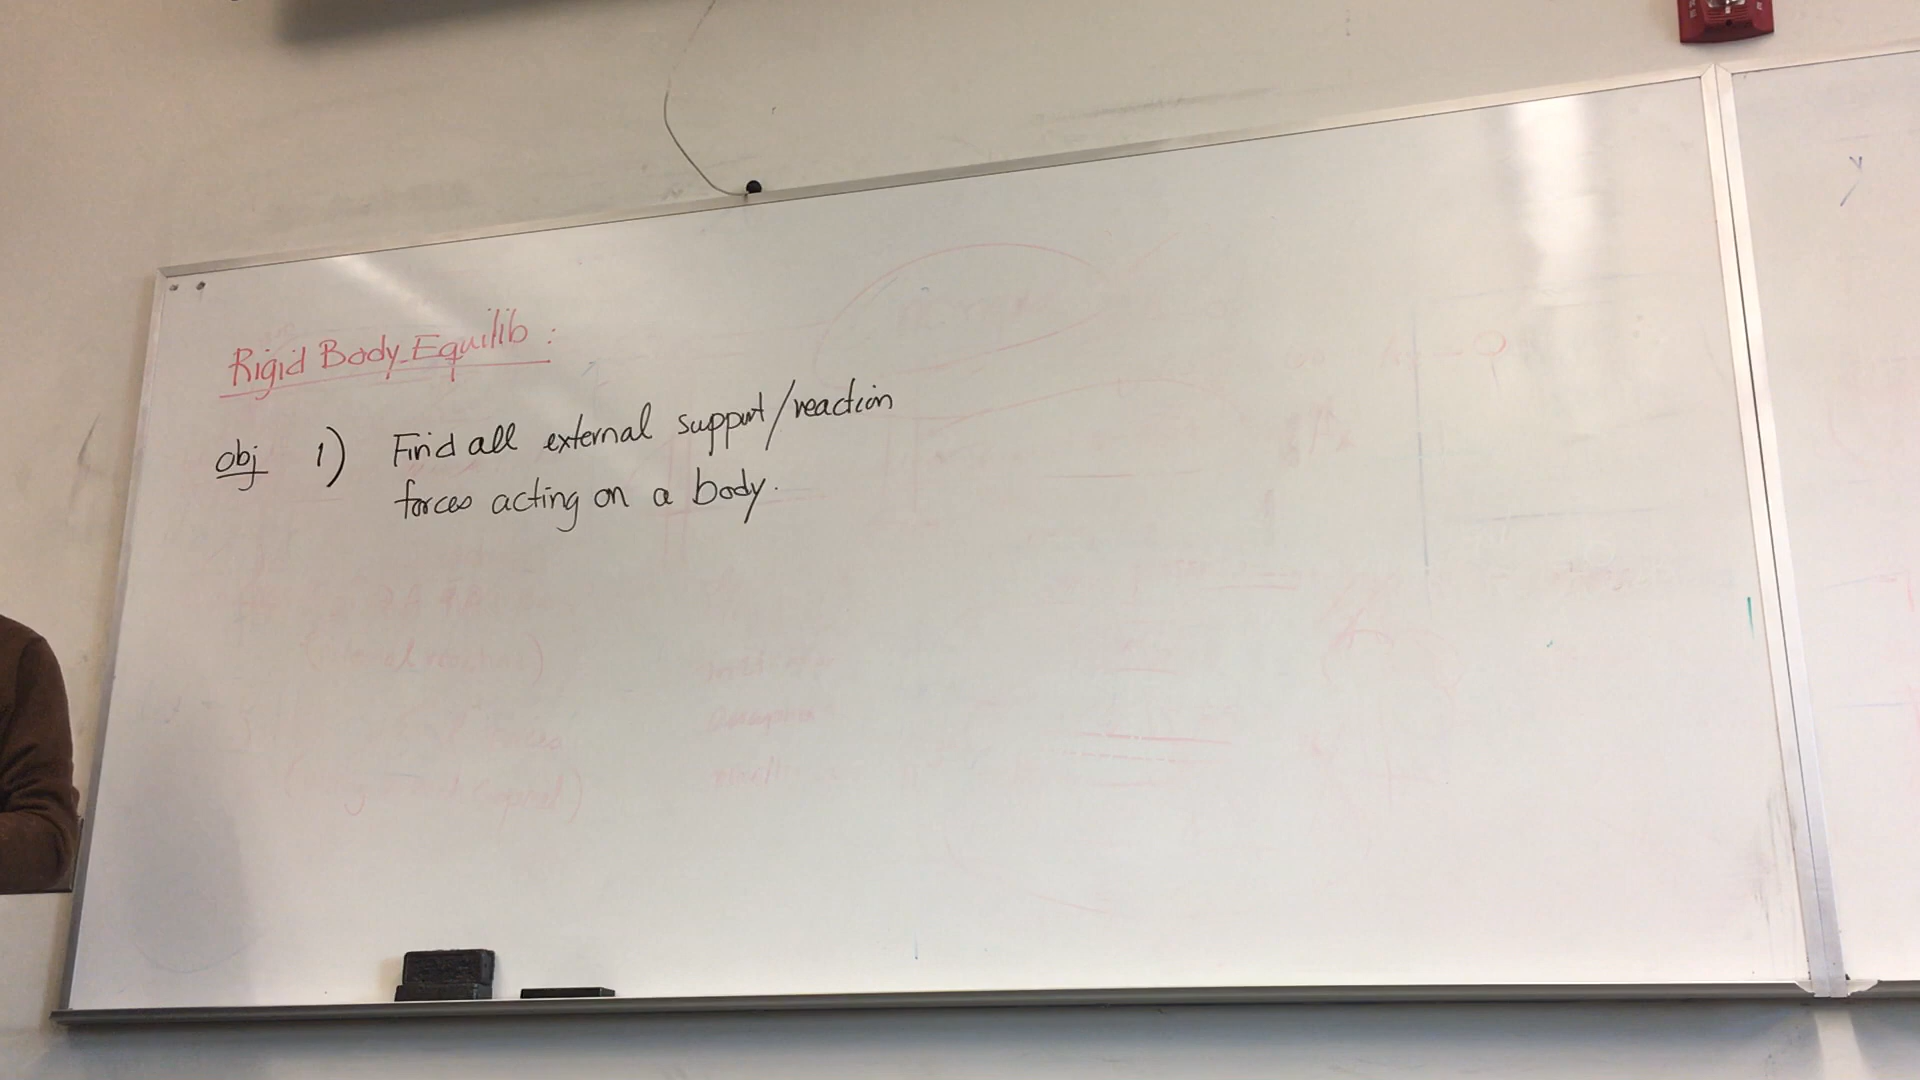 Rigid Body Equilib :
obj 1) Find all external support/reaction
forces acting on a body.